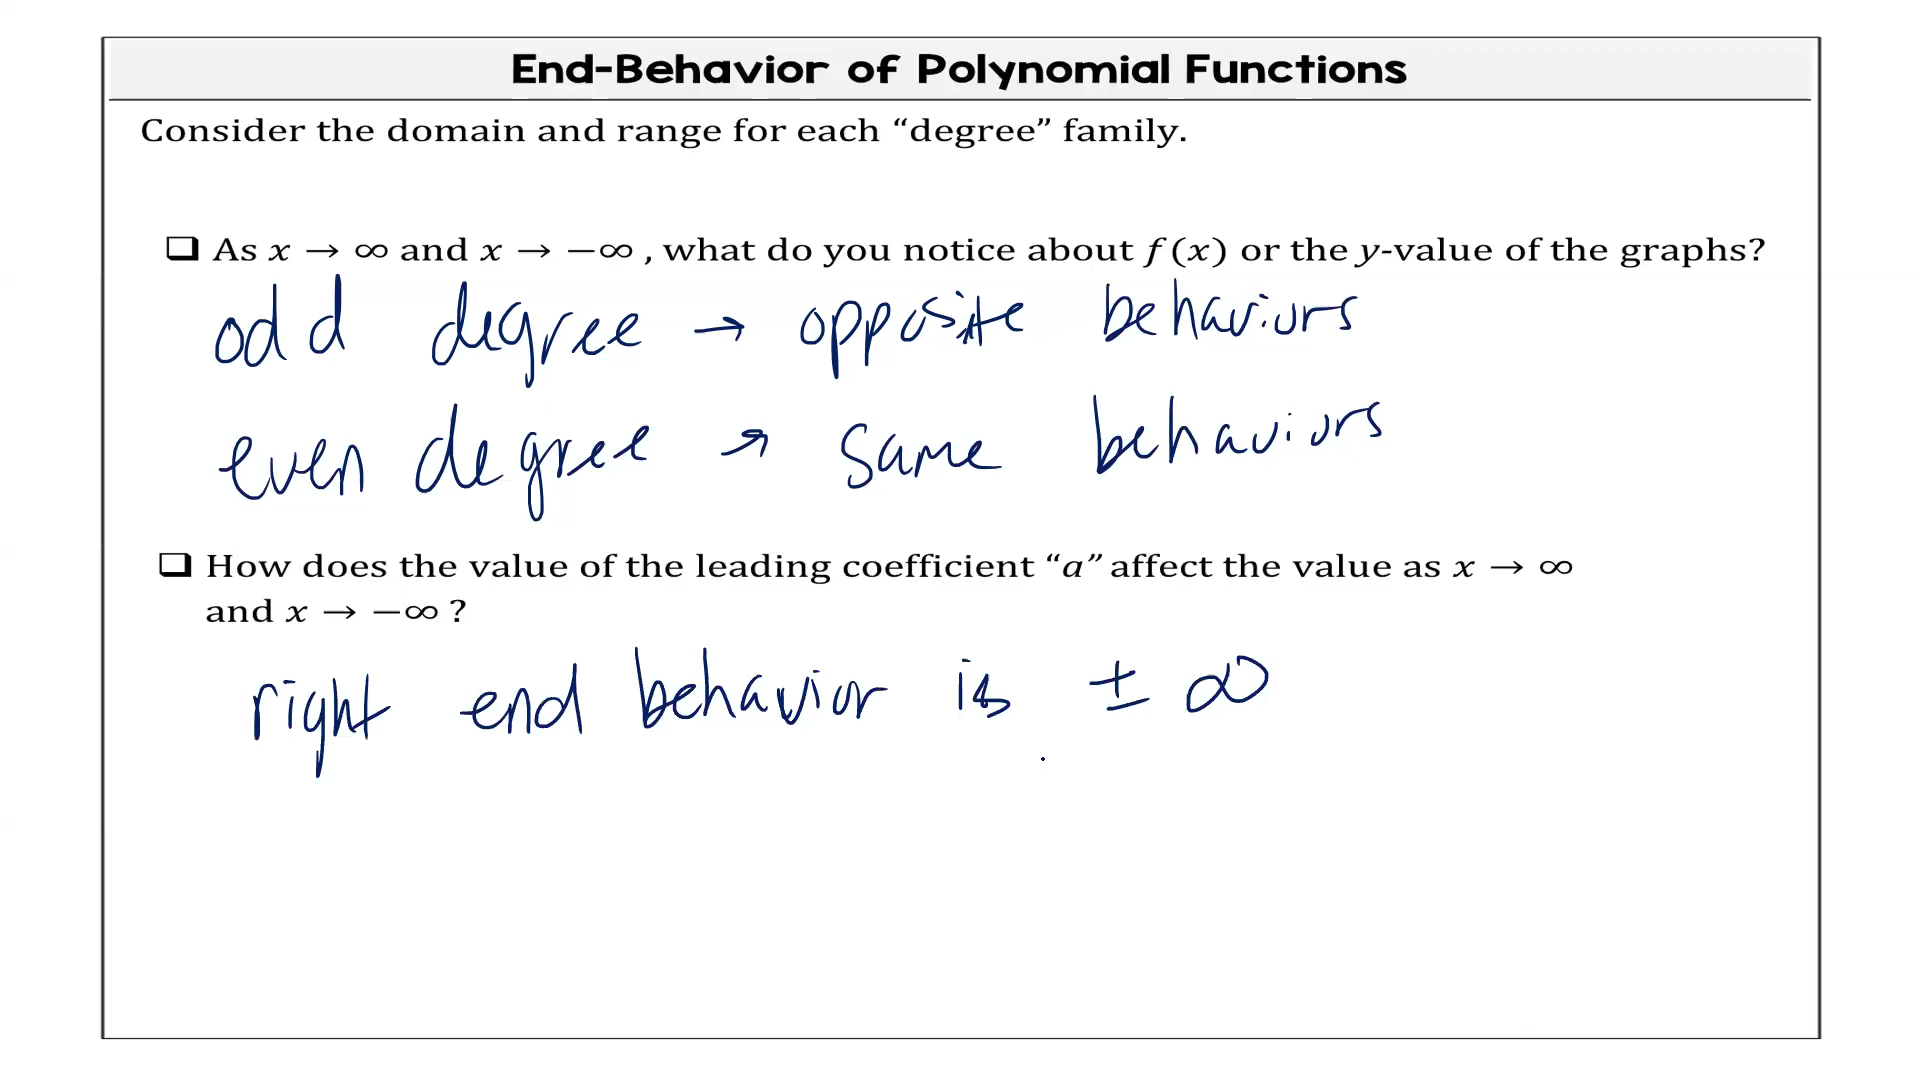 End-Behavior of Polynomial Functions
Consider the domain and range for each “degree” family.
❑ As x → ∞ and x → −∞ , what do you notice about f(x) or the y-value of the graphs?
odd degree → opposite behaviors
even degree → same behaviors
❑ How does the value of the leading coefficient “a” affect the value as x → ∞
and x → −∞ ?
right end behavior is ± ∞